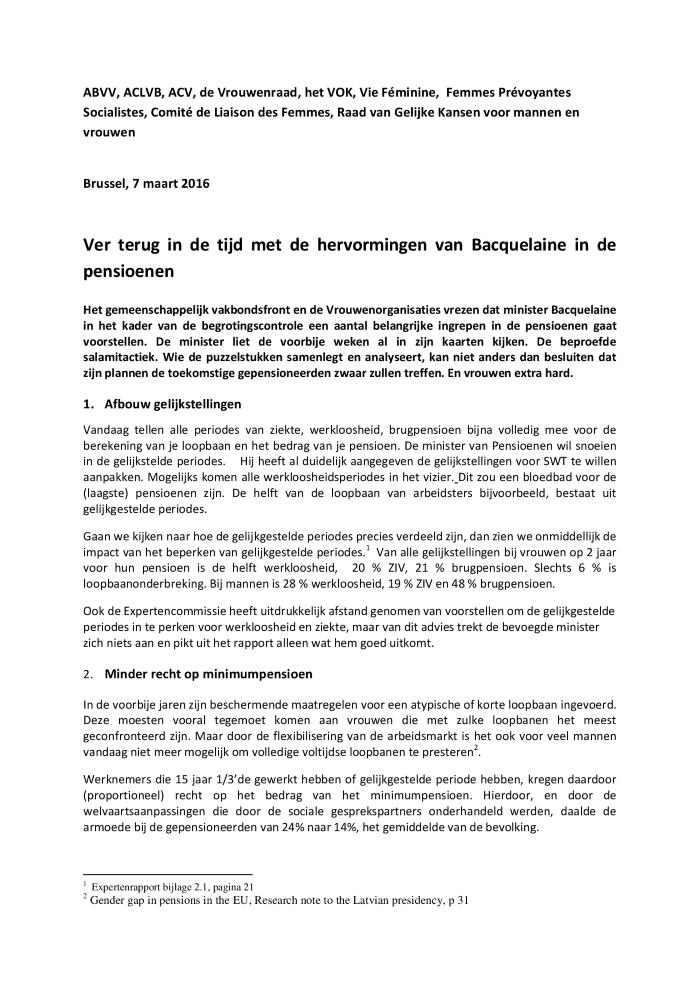 ABVV, ACLVB, ACV, de Vrouwenraad, het VOK, Vie Féminine, Femmes Prévoyantes
Socialistes, Comité de Liaison des Femmes, Raad van Gelijke Kansen voor mannen en
vrouwen
Brussel, 7 maart 2016
Ver terug in de tijd met de hervormingen van Bacquelaine in de
pensioenen
Het gemeenschappelijk vakbondsfront en de Vrouwenorganisaties vrezen dat minister Bacquelaine
in het kader van de begrotingscontrole een aantal belangrijke ingrepen in de pensioenen gaat
voorstellen. De minister liet de voorbije weken al in zijn kaarten kijken. De beproefde
salamitactiek. Wie de puzzelstukken samenlegt en analyseert, kan niet anders dan besluiten dat
zijn plannen de toekomstige gepensioneerden zwaar zullen treffen. En vrouwen extra hard.
1. Afbouw gelijkstellingen
Vandaag tellen alle periodes van ziekte, werkloosheid, brugpensioen bijna volledig mee voor de
berekening van je loopbaan en het bedrag van je pensioen. De minister van Pensioenen wil snoeien
in de gelijkstelde periodes. Hij heeft al duidelijk aangegeven de gelijkstellingen voor SWT te willen
aanpakken. Mogelijks komen alle werkloosheidsperiodes in het vizier. Dit zou een bloedbad voor de
(laagste) pensioenen zijn. De helft van de loopbaan van arbeidsters bijvoorbeeld, bestaat uit
gelijkgestelde periodes.
Gaan we kijken naar hoe de gelijkgestelde periodes precies verdeeld zijn, dan zien we onmiddellijk de
impact van het beperken van gelijkgestelde periodes.1 Van alle gelijkstellingen bij vrouwen op 2 jaar
voor hun pensioen is de helft werkloosheid, 20 % ZIV, 21 % brugpensioen. Slechts 6 % is
loopbaanonderbreking. Bij mannen is 28 % werkloosheid, 19 % ZIV en 48 % brugpensioen.
Ook de Expertencommissie heeft uitdrukkelijk afstand genomen van voorstellen om de gelijkgestelde
periodes in te perken voor werkloosheid en ziekte, maar van dit advies trekt de bevoegde minister
zich niets aan en pikt uit het rapport alleen wat hem goed uitkomt.
2. Minder recht op minimumpensioen
In de voorbije jaren zijn beschermende maatregelen voor een atypische of korte loopbaan ingevoerd.
Deze moesten vooral tegemoet komen aan vrouwen die met zulke loopbanen het meest
geconfronteerd zijn. Maar door de flexibilisering van de arbeidsmarkt is het ook voor veel mannen
vandaag niet meer mogelijk om volledige voltijdse loopbanen te presteren2.
Werknemers die 15 jaar 1/3'de gewerkt hebben of gelijkgestelde periode hebben, kregen daardoor
(proportioneel) recht op het bedrag van het minimumpensioen. Hierdoor, en door de
welvaartsaanpassingen die door de sociale gesprekspartners onderhandeld werden, daalde de
armoede bij de gepensioneerden van 24% naar 14%, het gemiddelde van de bevolking.
1 Expertenrapport bijlage 2.1, pagina 21
2 Gender gap in pensions in the EU, Research note to the Latvian presidency, p 31